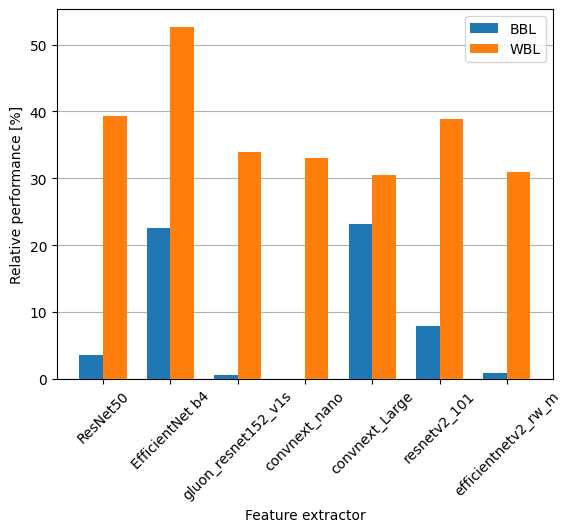 BBL
WBL
50
40
30
20
10
0
Relative performance [%]
ResNet50
EfficientNet b4
gluon_resnet152_v1s
convnext_nano
convnext_Large
resnetv2_101
efficientnetv2_rw_m
Feature extractor